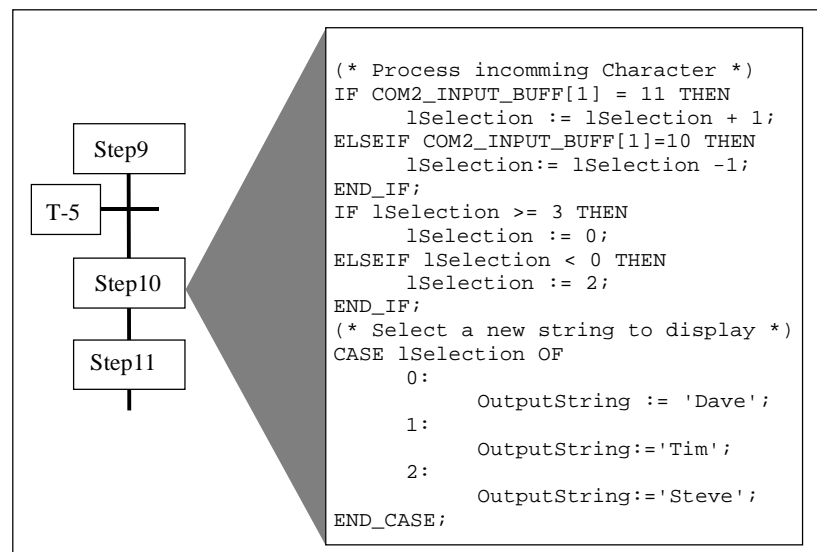 Step9
T-5
Step10
Step11
(* Process incomming Character *)
IF COM2_INPUT_BUFF[1] = 11 THEN
lSelection := lSelection + 1;
ELSEIF COM2_INPUT_BUFF[1]=10 THEN
lSelection:= lSelection -1;
END_IF;
IF lSelection >= 3 THEN
lSelection := 0;
ELSEIF lSelection < 0 THEN
lSelection := 2;
END_IF;
(* Select a new string to display *)
CASE lSelection OF
0:
OutputString := 'Dave';
1:
OutputString:='Tim';
2:
OutputString:='Steve';
END_CASE;